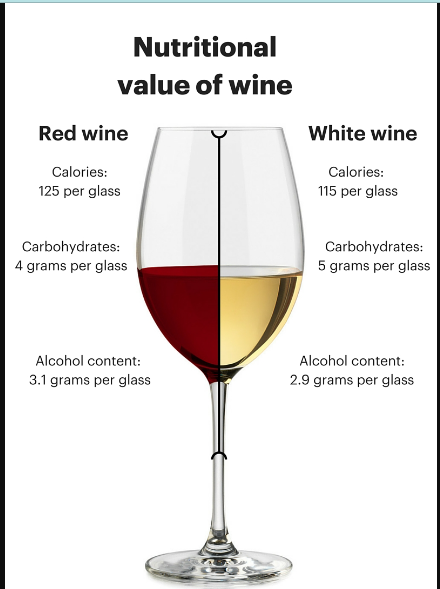 Nutritional
value of wine
Red wine
Calories:
125 per glass
Carbohydrates:
4 grams per glass
Alcohol content:
3.1 grams per glass
White wine
Calories:
115 per glass
Carbohydrates:
5 grams per glass
Alcohol content:
2.9 grams per glass